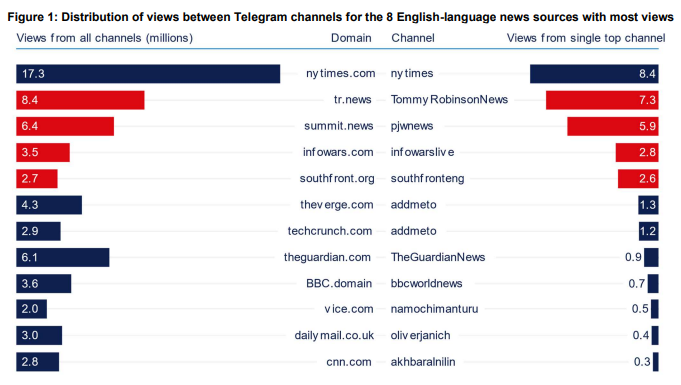 Figure 1: Distribution of views between Telegram channels for the 8 English-language news sources with most views
Views from all channels (millions) Domain Channel Views from single top channel
17.3 nytimes.com nytimes 8.4
8.4 tr.news TommyRobinsonNews 7.3
6.4 summit.news pjwnews 5.9
3.5 infowars.com infowarslive 2.8
2.7 southfront.org southfronteng 2.6
4.3 theverge.com addmeto 1.3
2.9 techcrunch.com addmeto 1.2
6.1 theguardian.com TheGuardianNews 0.9
3.6 BBC.domain bbcworldnews 0.7
2.0 vice.com namochimanturu 0.5
3.0 dailymail.co.uk oliverjanich 0.4
2.8 cnn.com akhbaralnilin 0.3